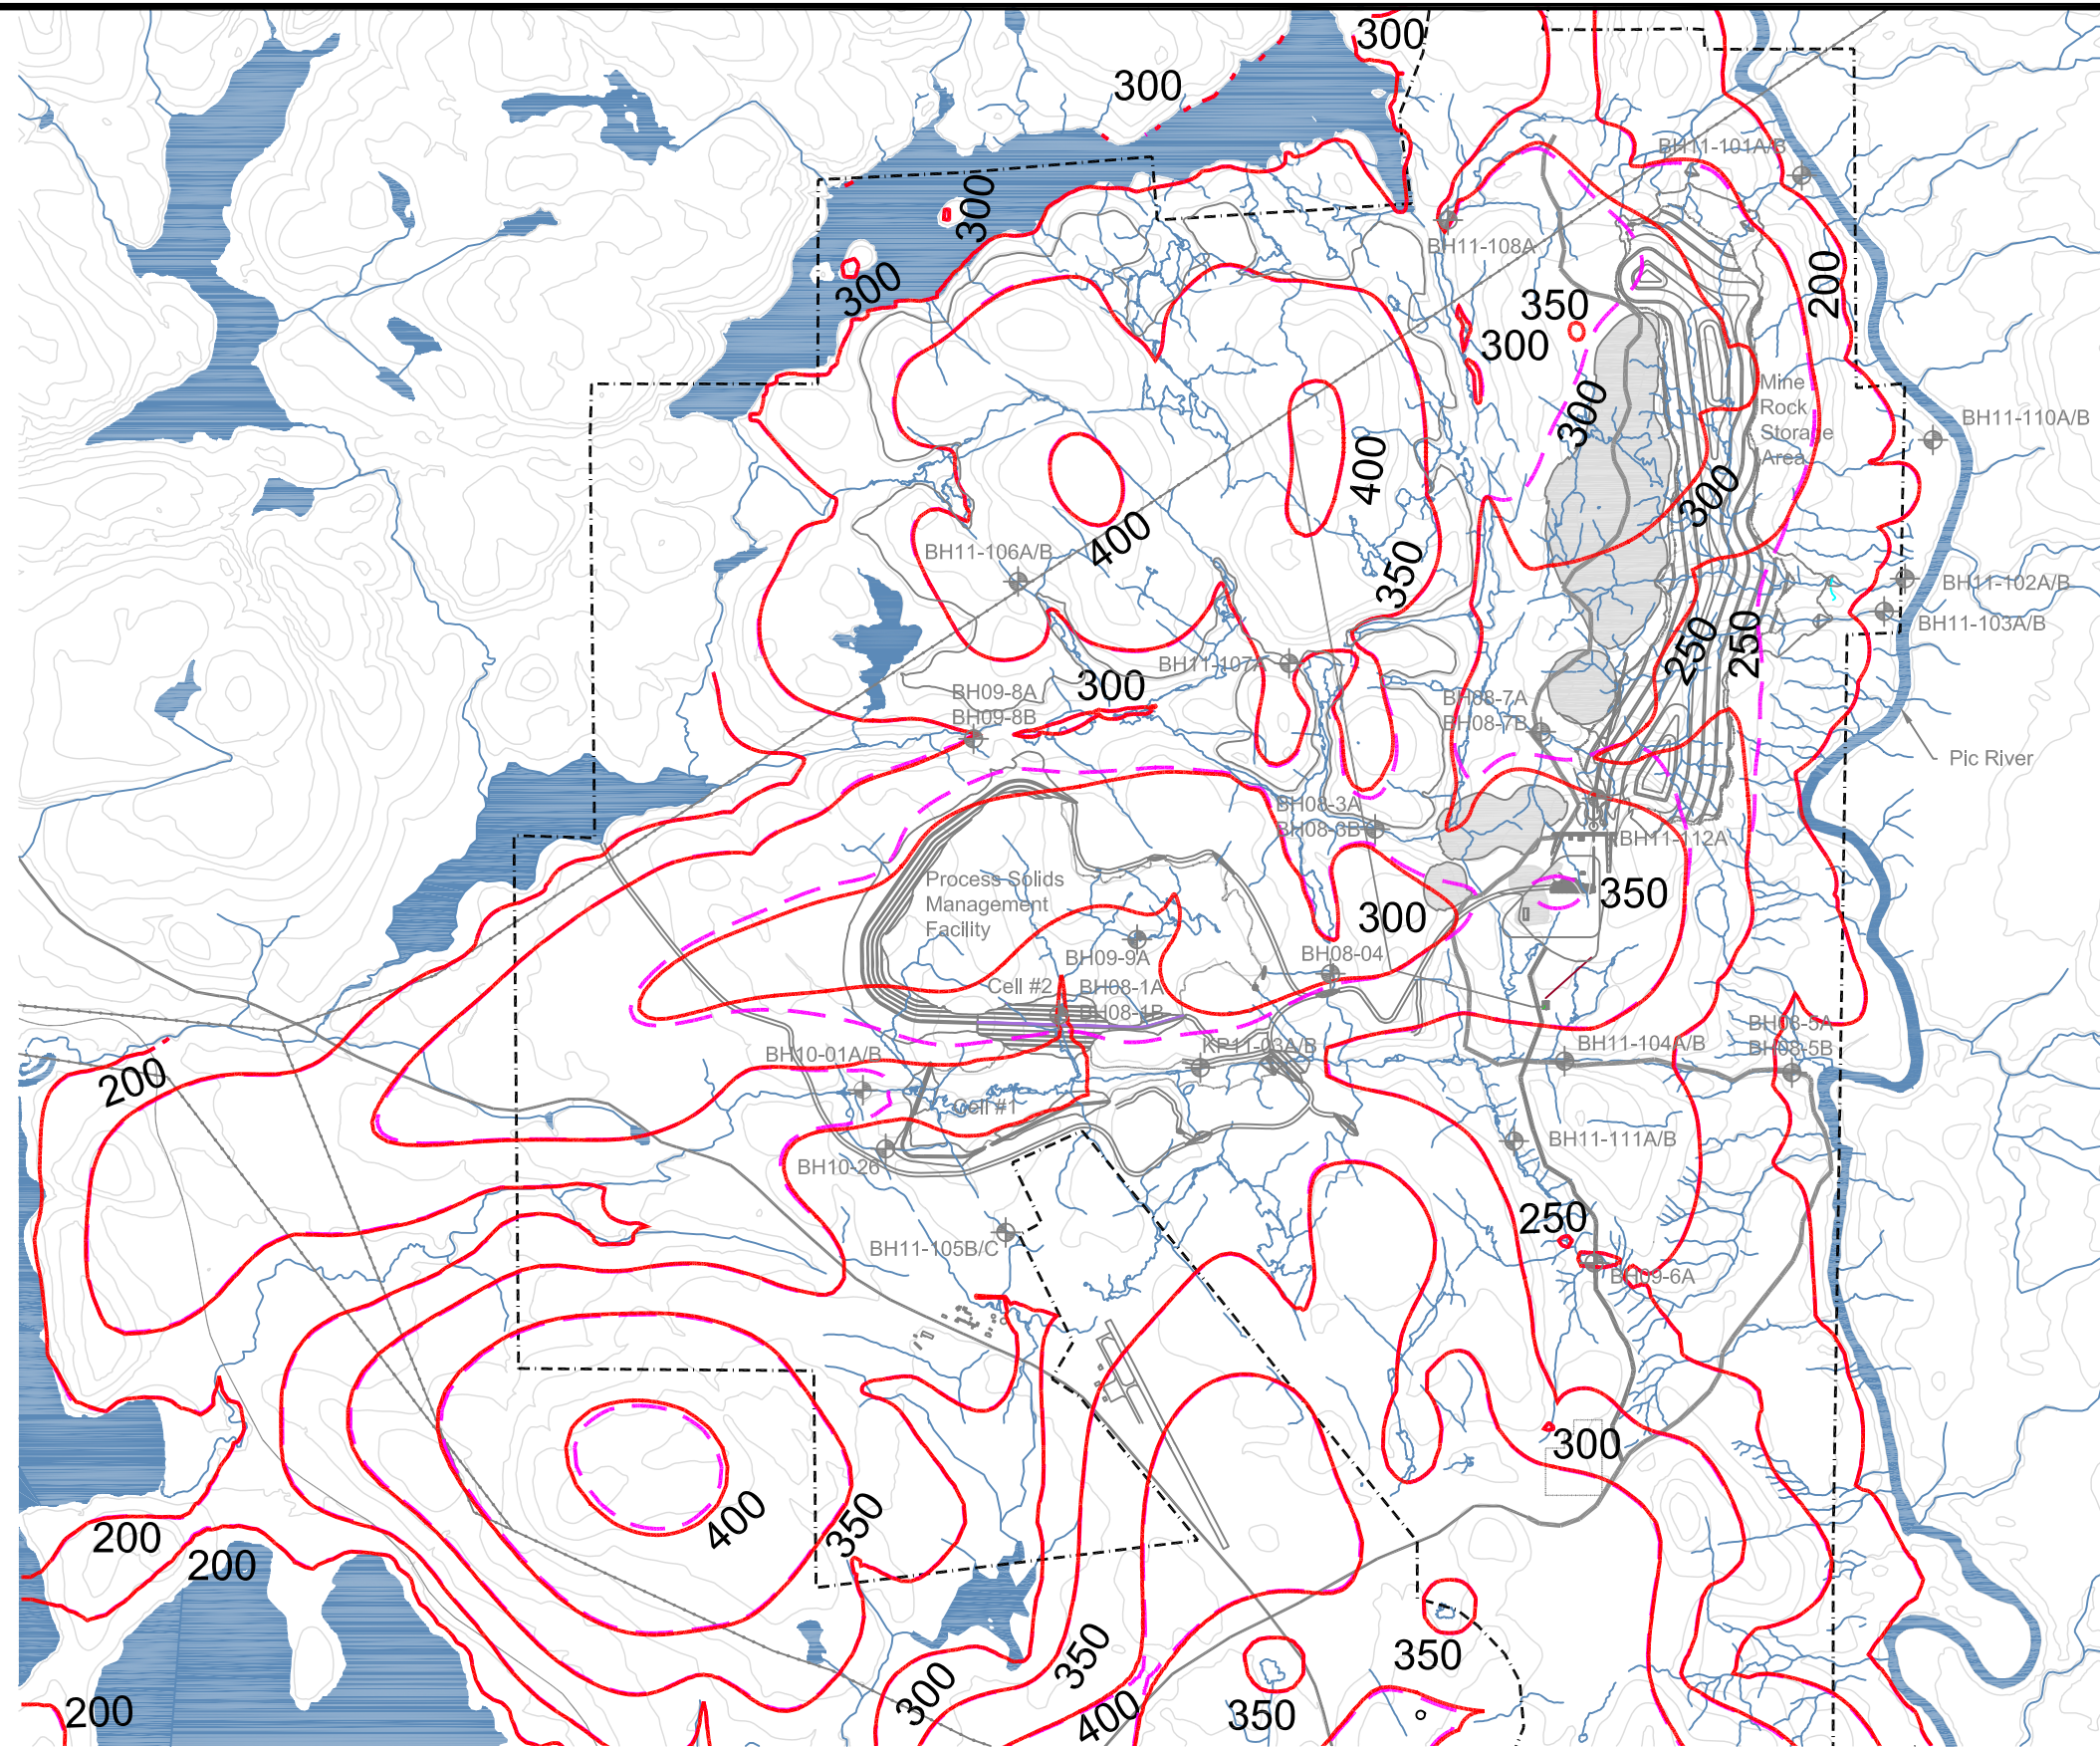 300
300
BH11-101A/B
300
BH11-108A
200
300
350
300
Mine
Rock
Storage
Area
300
BH11-110A/B
400
300
400
BH11-106A/B
350
BH11-102A/B
BH11-103A/B
250
250
BH11-107A
300
BH09-8A
BH09-8B
BH08-7A
BH08-7B
Pic River
BH08-3A
BH08-3B
BH11-112A
Process Solids
Management
Facility
350
300
BH09-9A
BH08-04
Cell #2
BH08-1A
BH08-1B
BH08-5A
BH08-5B
KP11-03A/B
BH11-104A/B
BH10-01A/B
200
Cell #1
BH11-111A/B
BH10-26
250
BH11-105B/C
BH09-6A
300
400
350
200
200
350
350
300
400
350
200